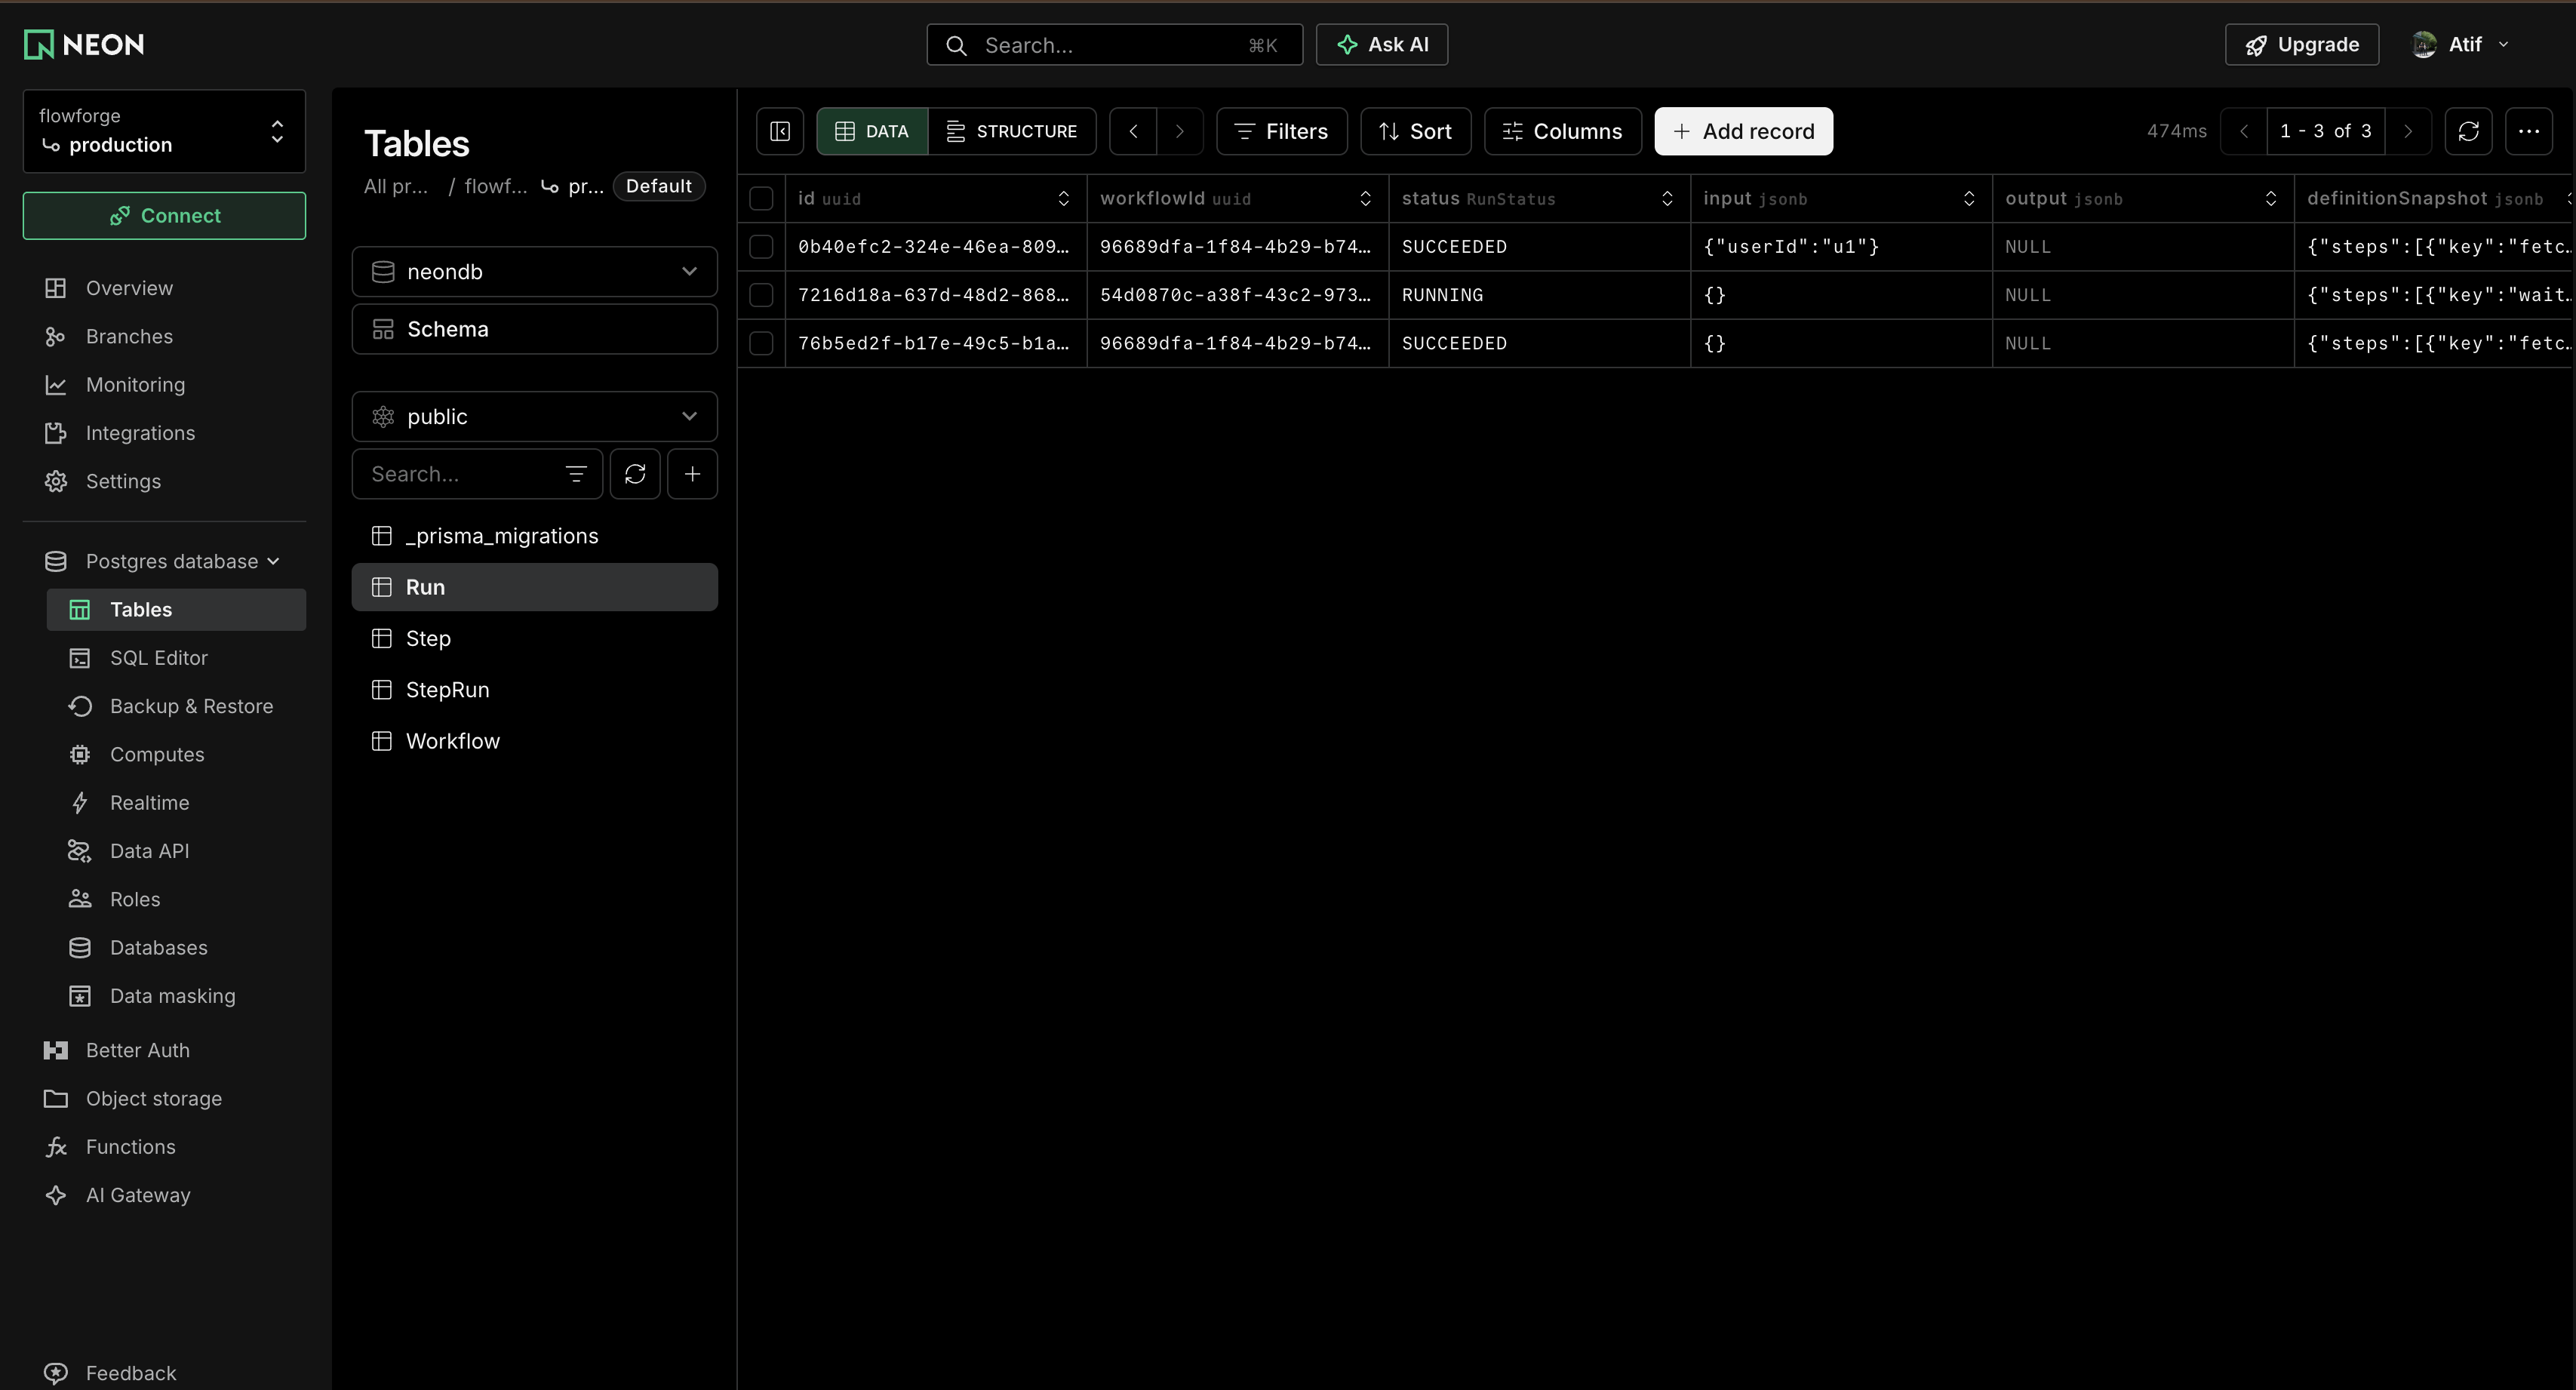 NEON
Search... ⌘K
Ask AI
Upgrade
Atif
flowforge
production
Connect
Overview
Branches
Monitoring
Integrations
Settings
Postgres database
Tables
SQL Editor
Backup & Restore
Computes
Realtime
Data API
Roles
Databases
Data masking
Better Auth
Object storage
Functions
AI Gateway
Feedback
Tables
All pr... / flowf... pr... Default
neondb
Schema
public
Search...
_prisma_migrations
Run
Step
StepRun
Workflow
DATA STRUCTURE Filters Sort Columns + Add record 474ms 1 - 3 of 3
id uuid workflowId uuid status RunStatus input jsonb output jsonb definitionSnapshot jsonb
0b40efc2-324e-46ea-809… 96689dfa-1f84-4b29-b74… SUCCEEDED {"userId":"u1"} NULL {"steps":[{"key":"fetc…
7216d18a-637d-48d2-868… 54d0870c-a38f-43c2-973… RUNNING {} NULL {"steps":[{"key":"wait…
76b5ed2f-b17e-49c5-b1a… 96689dfa-1f84-4b29-b74… SUCCEEDED {} NULL {"steps":[{"key":"fetc…